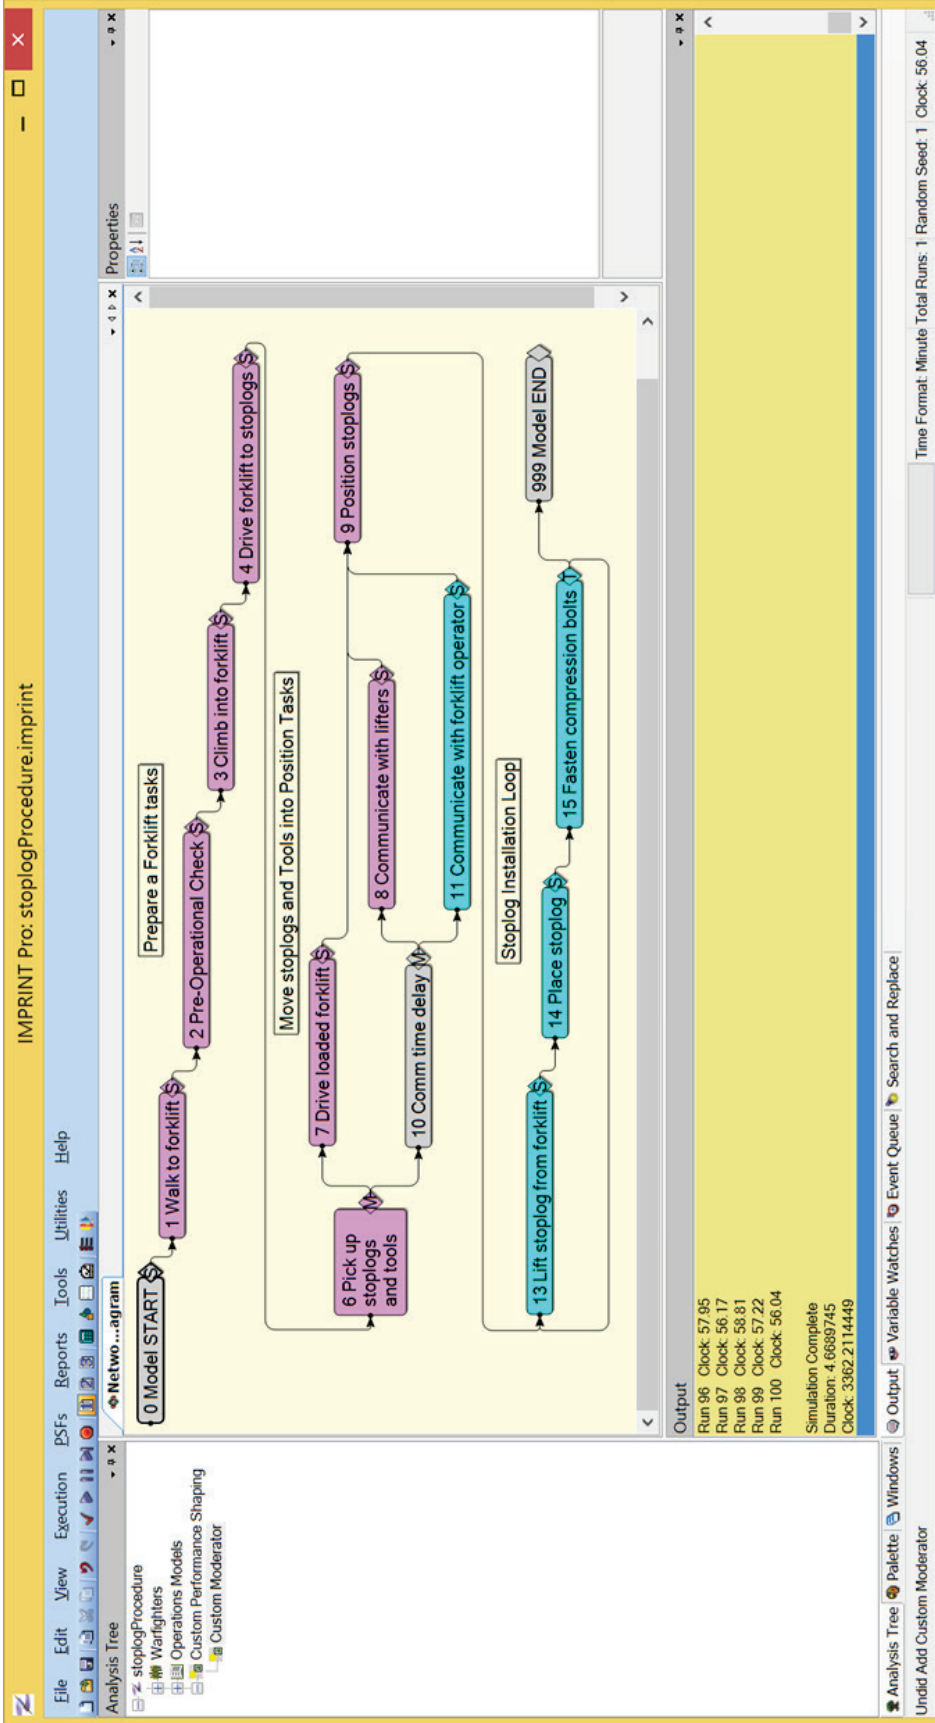 IMPRINT Pro: stoplogProcedure.imprint
File Edit View Execution PSFs Reports Tools Utilities Help
Analysis Tree
stoplogProcedure
Warfighters
Operations Models
Custom Performance Shaping
Custom Moderator
Netwo...agram
Properties
0 Model START S
1 Walk to forklift S
2 Pre-Operational Check S
3 Climb into forklift S
4 Drive forklift to stoplogs S
Prepare a Forklift tasks
Move stoplogs and Tools into Position Tasks
6 Pick up
stoplogs
and tools
M
7 Drive loaded forklift S
8 Communicate with lifters S
9 Position stoplogs S
10 Comm time delay M
11 Communicate with forklift operator S
Stoplog Installation Loop
13 Lift stoplog from forklift S
14 Place stoplog S
15 Fasten compression bolts T
999 Model END
Output
Run 96 Clock: 57.95
Run 97 Clock: 56.17
Run 98 Clock: 58.81
Run 99 Clock: 57.22
Run 100 Clock: 56.04
Simulation Complete
Duration: 4.6689745
Clock: 3362.2114449
Analysis Tree Palette Windows
Output Variable Watches Event Queue Search and Replace
Undid Add Custom Moderator
Time Format: Minute Total Runs: 1 Random Seed: 1 Clock: 56.04